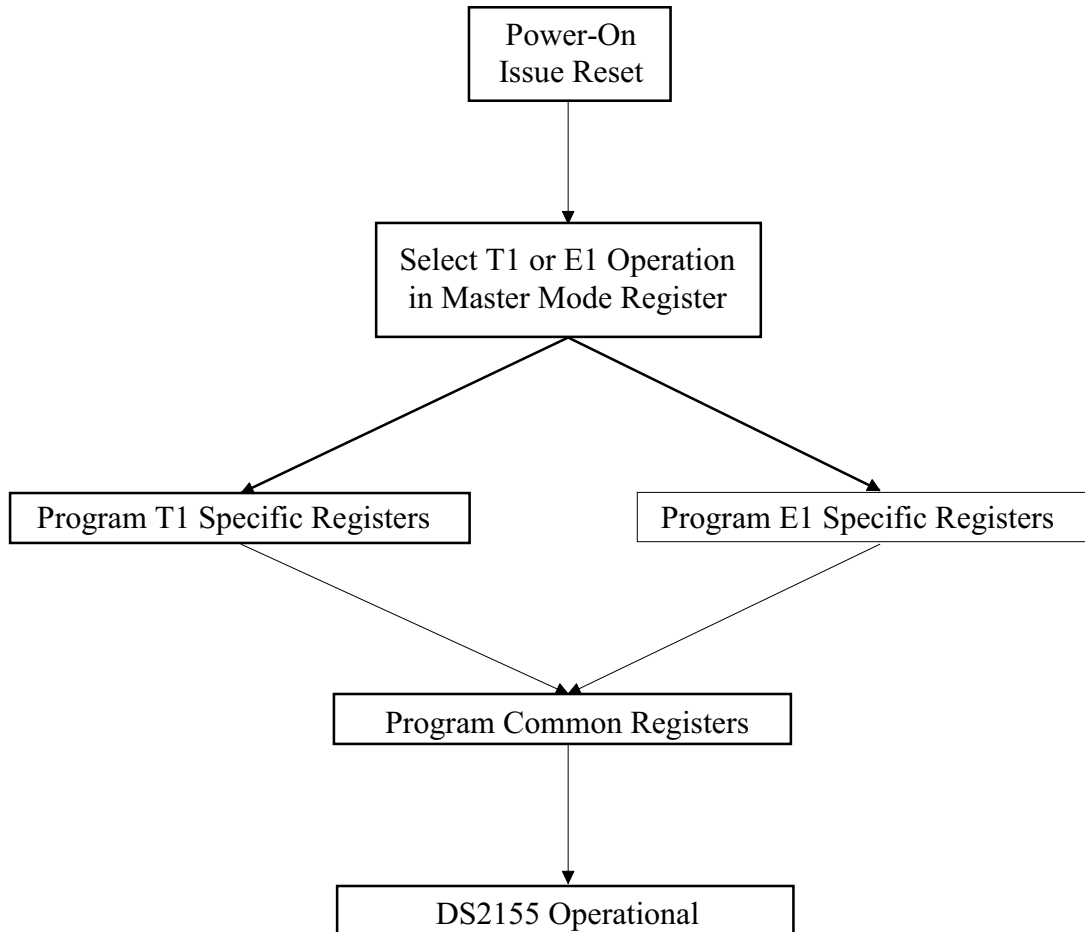 Power-On
Issue Reset
Select T1 or E1 Operation
in Master Mode Register
Program T1 Specific Registers
Program E1 Specific Registers
Program Common Registers
DS2155 Operational